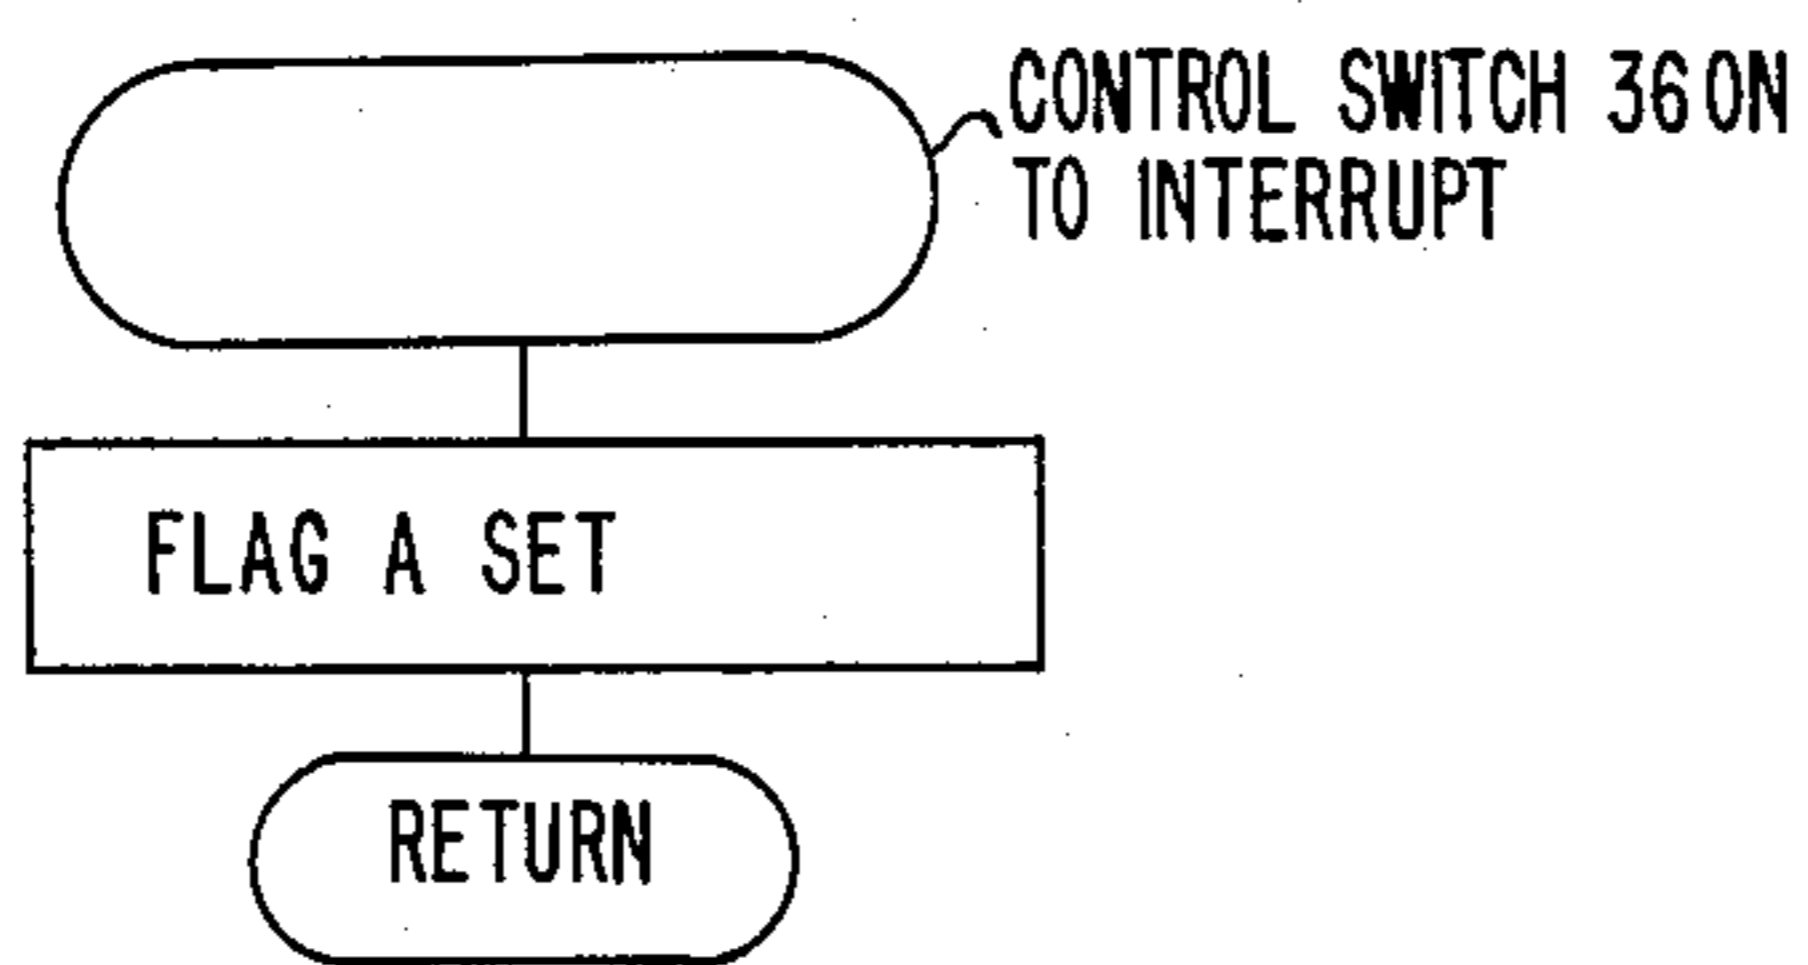 CONTROL SWITCH 36 ON
TO INTERRUPT
FLAG A SET
RETURN